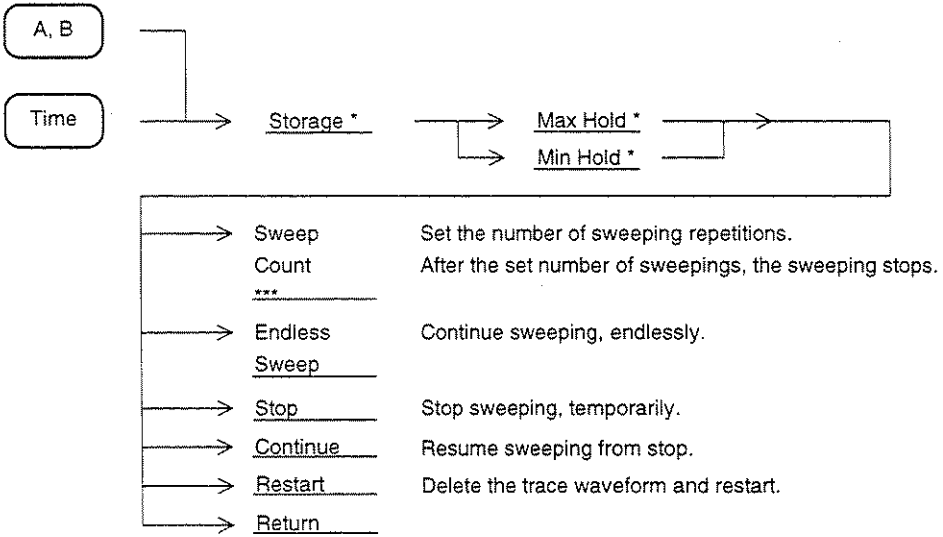 A, B
Time
Storage *
Max Hold *
Min Hold *
Sweep Set the number of sweeping repetitions.
Count After the set number of sweepings, the sweeping stops.
***
Endless Continue sweeping, endlessly.
Sweep
Stop Stop sweeping, temporarily.
Continue Resume sweeping from stop.
Restart Delete the trace waveform and restart.
Return